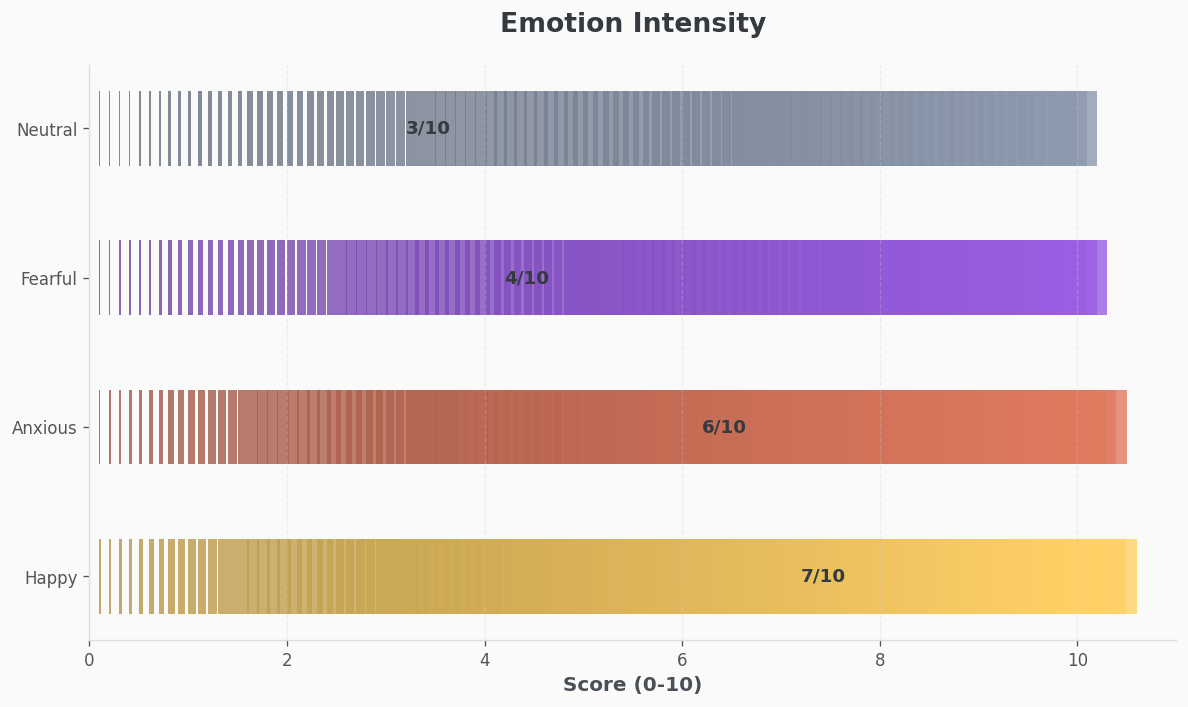 Emotion Intensity
Neutral
3/10
Fearful
4/10
Anxious
6/10
Happy
7/10
0 2 4 6 8 10
Score (0-10)